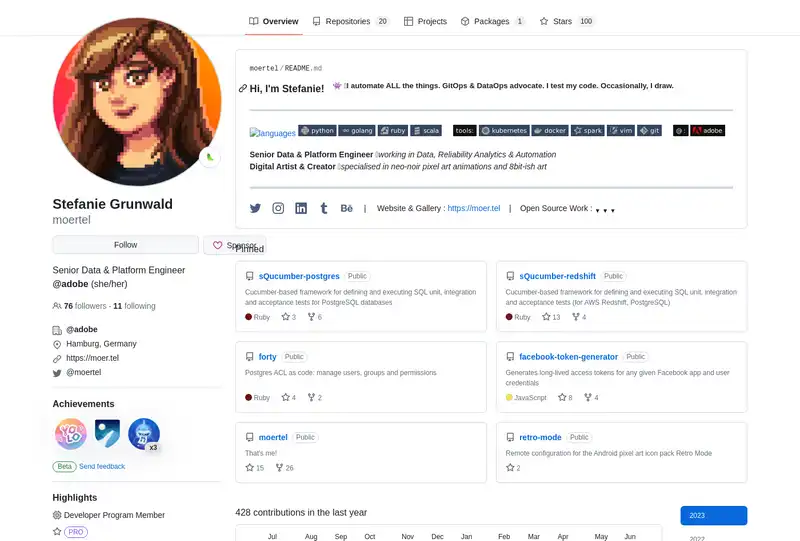 Overview
Repositories 20
Projects
Packages 1
Stars 100
moertel/README.md
Hi, I'm Stefanie!
I automate ALL the things. GitOps & DataOps advocate. I test my code. Occasionally, I draw.
languages python golang ruby scala tools: kubernetes docker spark vim git @: adobe
Senior Data & Platform Engineer working in Data, Reliability Analytics & Automation
Digital Artist & Creator specialised in neo-noir pixel art animations and 8bit-ish art
Bē | Website & Gallery : https://moer.tel | Open Source Work :
Stefanie Grunwald
moertel
Follow
Sponsor
Senior Data & Platform Engineer
@adobe (she/her)
76 followers · 11 following
@adobe
Hamburg, Germany
https://moer.tel
@moertel
Achievements
YOLO
x3
Beta Send feedback
Highlights
Developer Program Member
PRO
Pinned
sQucumber-postgres Public
Cucumber-based framework for defining and executing SQL unit, integration
and acceptance tests for PostgreSQL databases
Ruby 3 6
sQucumber-redshift Public
Cucumber-based framework for defining and executing SQL unit, integration
and acceptance tests (for AWS Redshift, PostgreSQL)
Ruby 13 4
forty Public
Postgres ACL as code: manage users, groups and permissions
Ruby 4 2
facebook-token-generator Public
Generates long-lived access tokens for any given Facebook app and user
credentials
JavaScript 8 4
moertel Public
That's me!
15 26
retro-mode Public
Remote configuration for the Android pixel art icon pack Retro Mode
2
428 contributions in the last year
Jul Aug Sep Oct Nov Dec Jan Feb Mar Apr May Jun
2023
2022